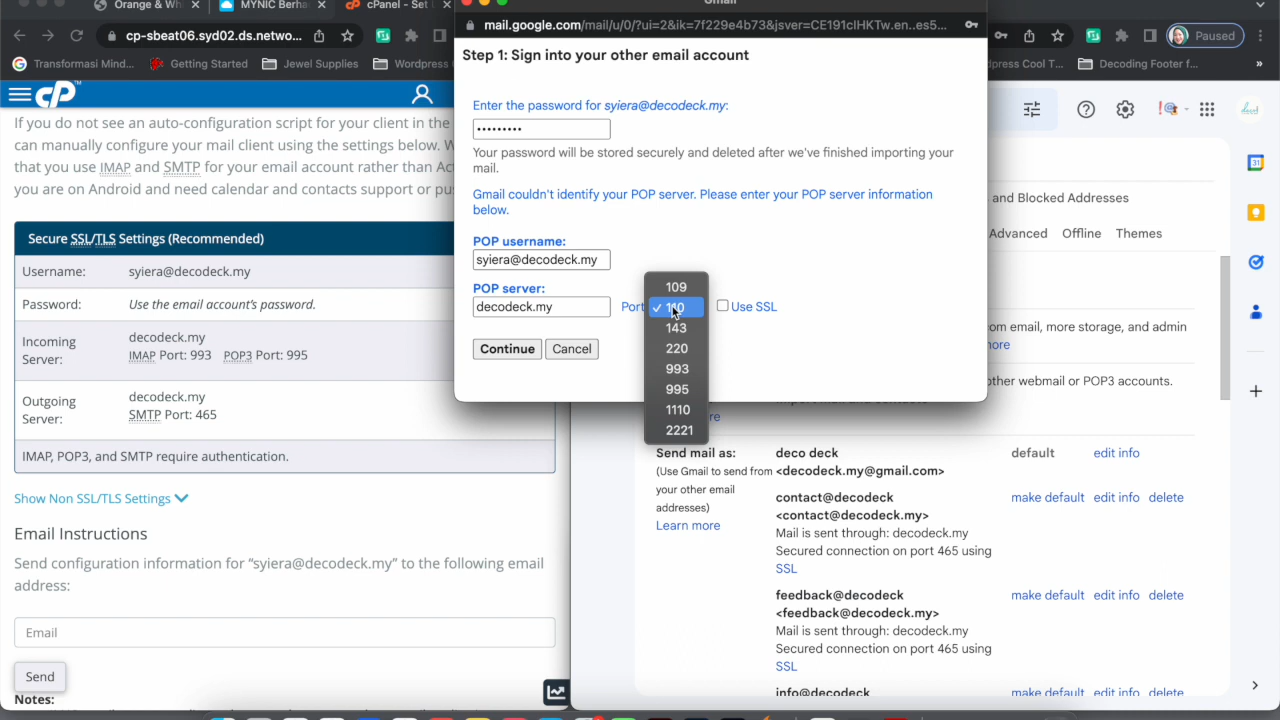 Orange & Wh
MYNIC Berha
cPanel - Set
Gmail
mail.google.com/mail/u/0/?ui=2&ik=7f229e4b73&jsver=CE191clHKTw.en..es5...
cp-sbeat06.syd02.ds.netwo...
Paused
Transformasi Mind...
Getting Started
Jewel Supplies
Wordpress
dpress Cool T...
Decoding Footer f...
»
cP
If you do not see an auto-configuration script for your client in the
can manually configure your mail client using the settings below.
that you use IMAP and SMTP for your email account rather than
you are on Android and need calendar and contacts support or
Secure SSL/TLS Settings (Recommended)
Username: syiera@decodeck.my
Password: Use the email account's password.
Incoming Server: decodeck.my
IMAP Port: 993 POP3 Port: 995
Outgoing Server: decodeck.my
SMTP Port: 465
IMAP, POP3, and SMTP require authentication.
Show Non SSL/TLS Settings
Email Instructions
Send configuration information for “syiera@decodeck.my” to the following email
address:
Email
Send
Notes:
Step 1: Sign into your other email account
Enter the password for syiera@decodeck.my:
•••••••••
Your password will be stored securely and deleted after we've finished importing your
mail.
Gmail couldn't identify your POP server. Please enter your POP server information
below.
POP username:
syiera@decodeck.my
POP server:
decodeck.my Port: Use SSL
109
110
143
220
993
995
1110
2221
Continue Cancel
31
and Blocked Addresses
Advanced Offline Themes
om email, more storage, and admin
other webmail or POP3 accounts.
Send mail as:
(Use Gmail to send from
your other email
addresses)
Learn more
deco deck
<decodeck.my@gmail.com>
default edit info
contact@decodeck
<contact@decodeck.my>
Mail is sent through: decodeck.my
Secured connection on port 465 using
SSL
make default edit info delete
feedback@decodeck
<feedback@decodeck.my>
Mail is sent through: decodeck.my
Secured connection on port 465 using
SSL
make default edit info delete
info@decodeck
make default edit info delete